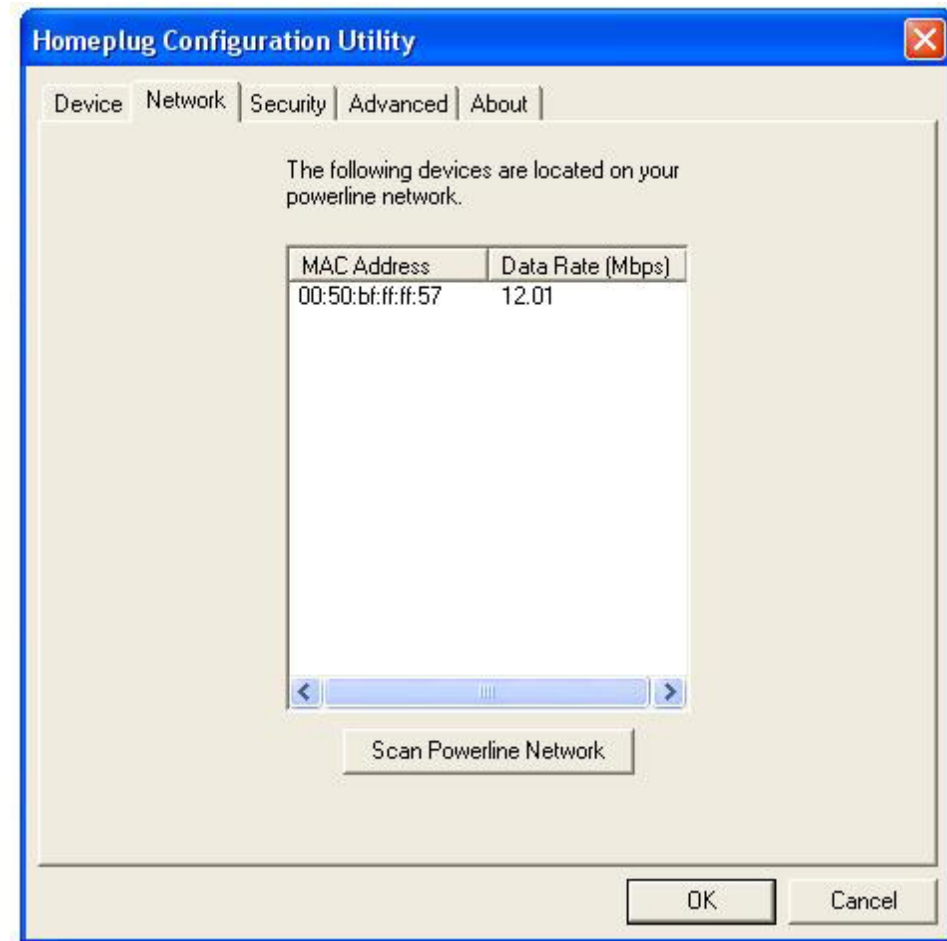 Homeplug Configuration Utility
Device Network Security Advanced About
The following devices are located on your
powerline network.
MAC Address Data Rate (Mbps)
00:50:bf:ff:ff:57 12.01
Scan Powerline Network
OK Cancel